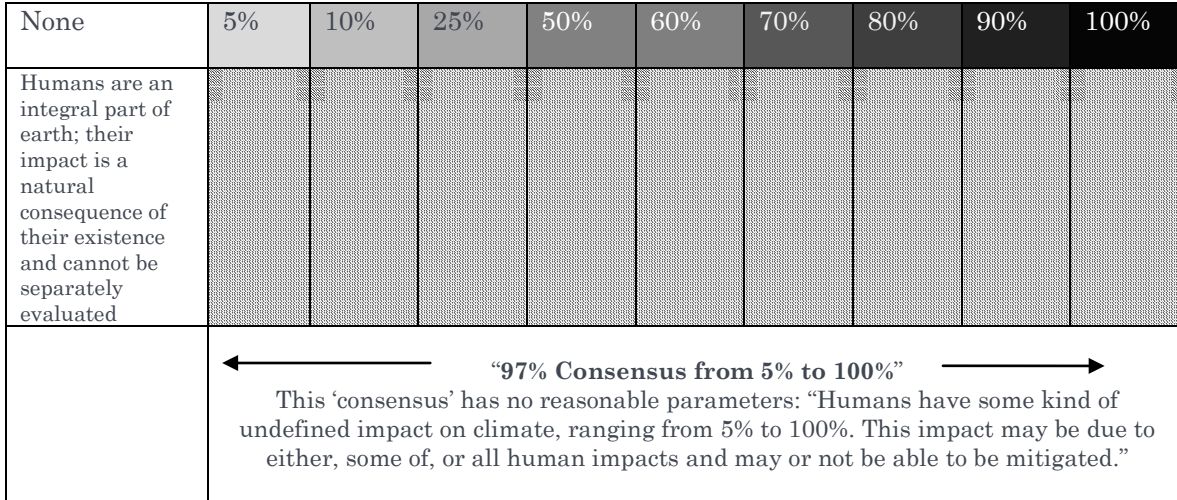 None 5% 10% 25% 50% 60% 70% 80% 90% 100%
Humans are an
integral part of
earth; their
impact is a
natural
consequence of
their existence
and cannot be
separately
evaluated
“97% Consensus from 5% to 100%”
This ‘consensus’ has no reasonable parameters: “Humans have some kind of
undefined impact on climate, ranging from 5% to 100%. This impact may be due to
either, some of, or all human impacts and may or not be able to be mitigated.”